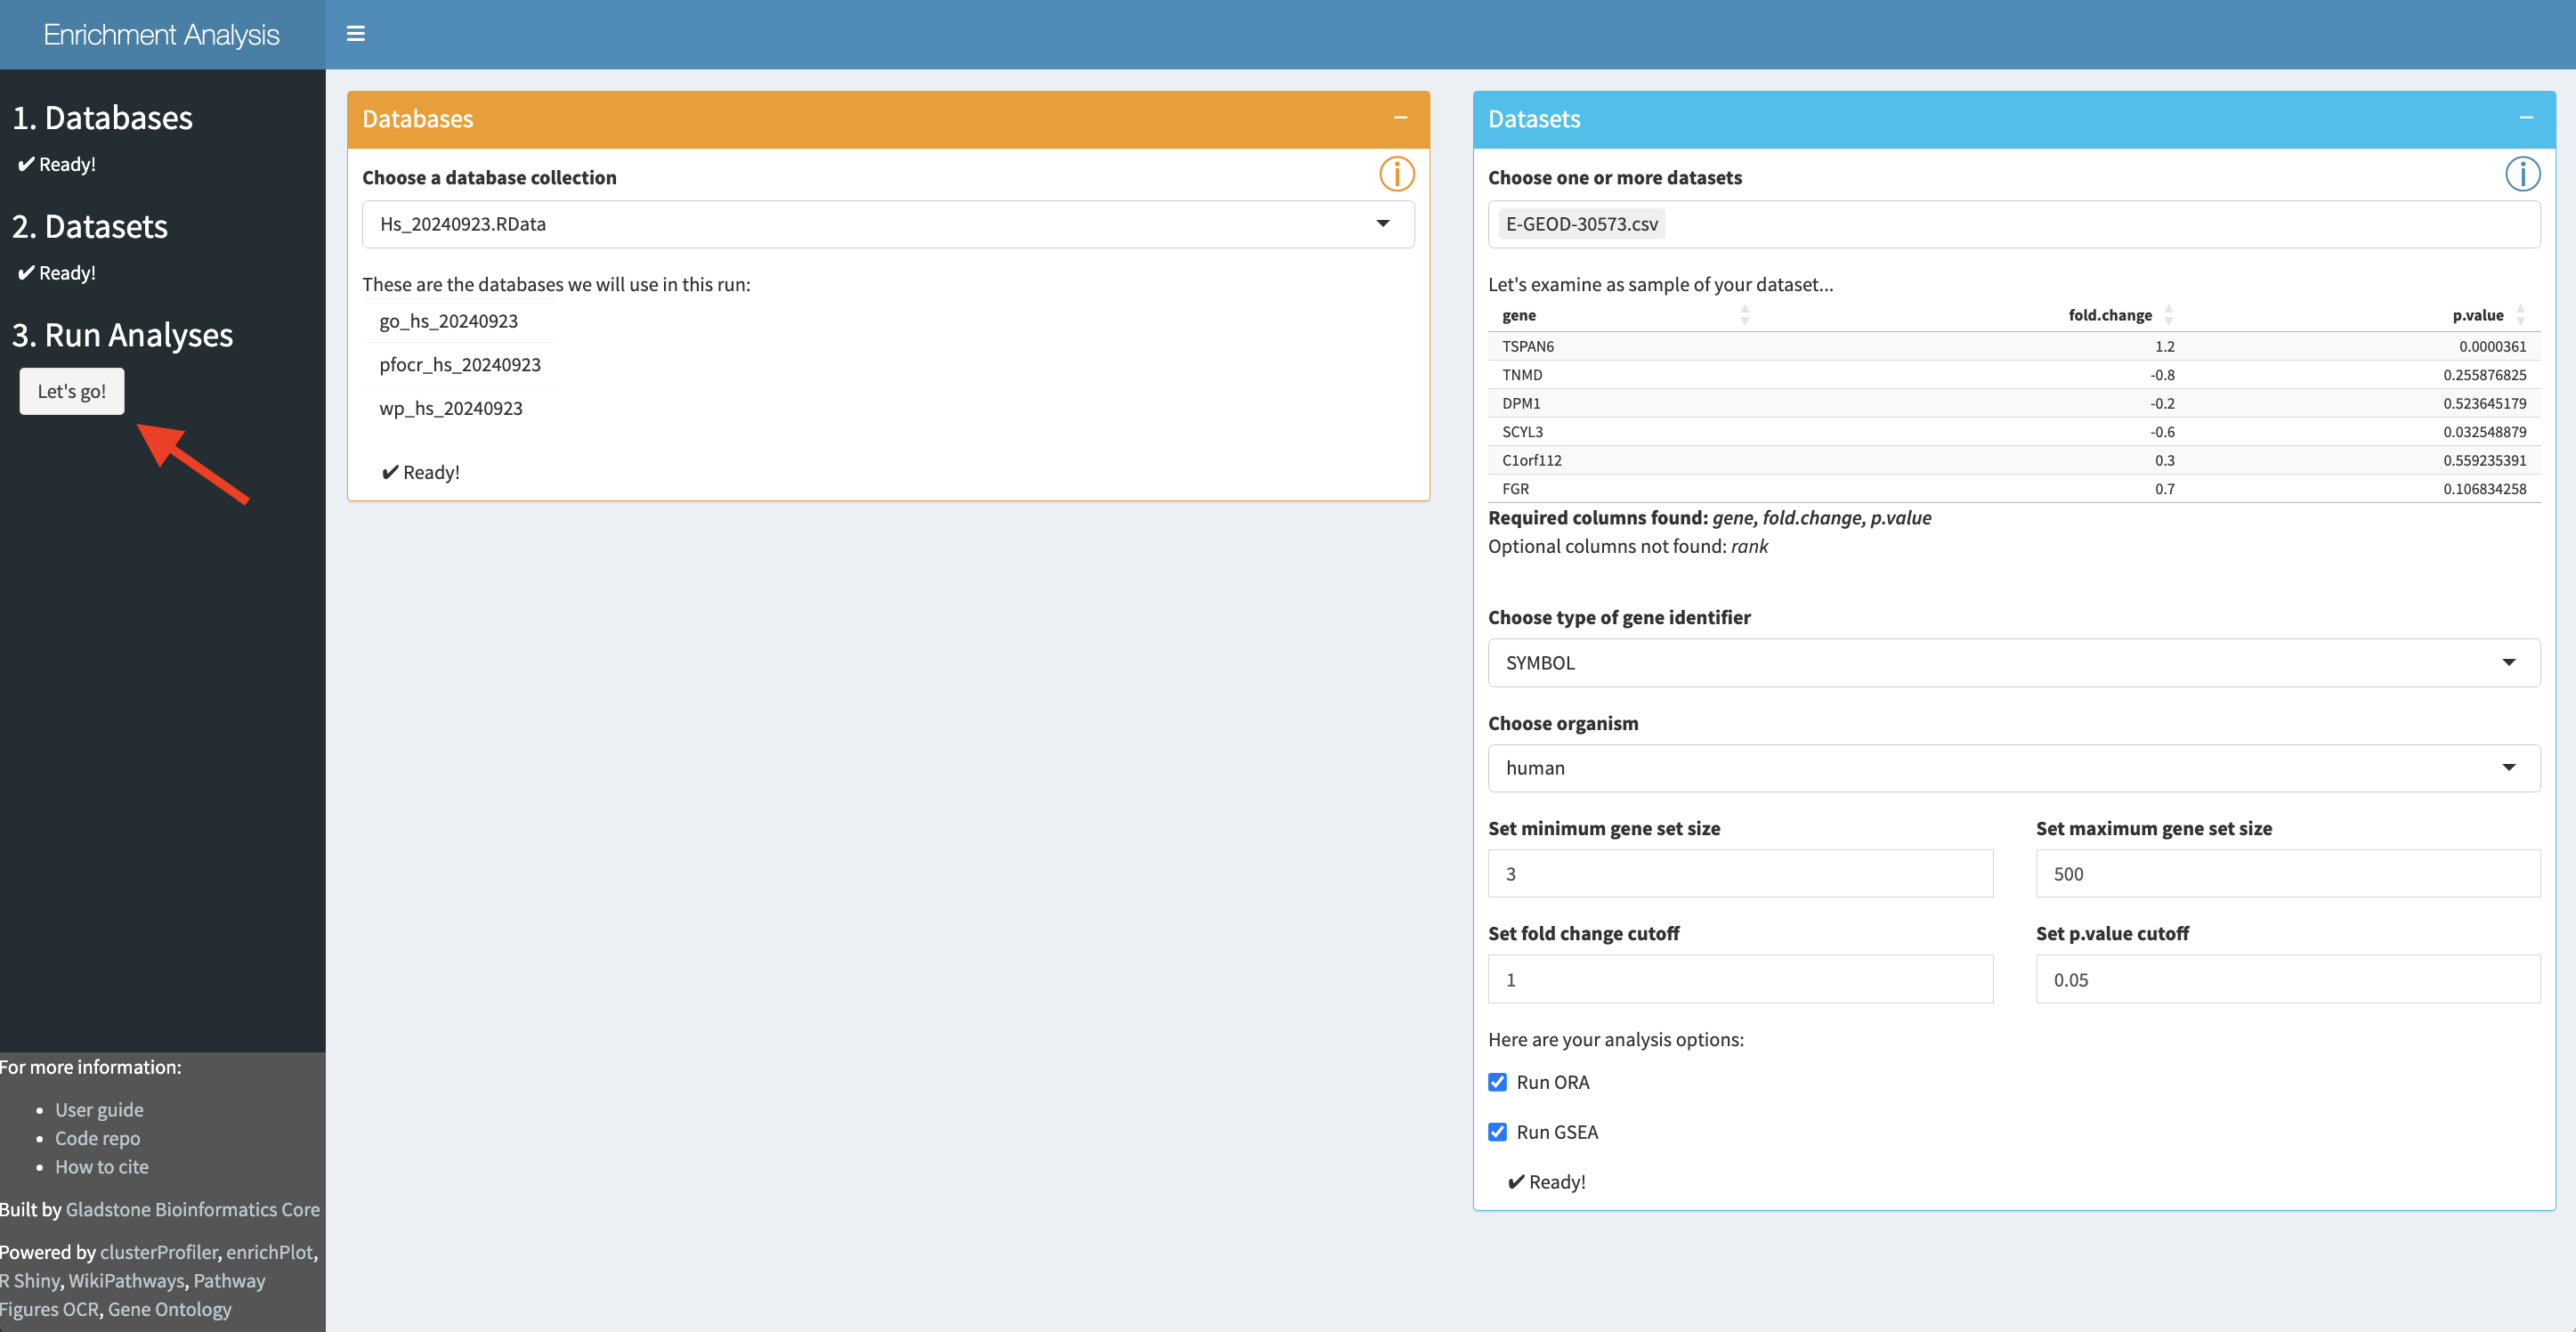 Enrichment Analysis
1. Databases
✔ Ready!
2. Datasets
✔ Ready!
3. Run Analyses
Let's go!
For more information:
• User guide
• Code repo
• How to cite
Built by Gladstone Bioinformatics Core
Powered by clusterProfiler, enrichPlot,
R Shiny, WikiPathways, Pathway
Figures OCR, Gene Ontology
Databases
Choose a database collection
Hs_20240923.RData
These are the databases we will use in this run:
go_hs_20240923
pfocr_hs_20240923
wp_hs_20240923
✔ Ready!
Datasets
Choose one or more datasets
E-GEOD-30573.csv
Let's examine as sample of your dataset...
gene fold.change p.value
TSPAN6 1.2 0.0000361
TNMD -0.8 0.255876825
DPM1 -0.2 0.523645179
SCYL3 -0.6 0.032548879
C1orf112 0.3 0.559235391
FGR 0.7 0.106834258
Required columns found: gene, fold.change, p.value
Optional columns not found: rank
Choose type of gene identifier
SYMBOL
Choose organism
human
Set minimum gene set size Set maximum gene set size
3 500
Set fold change cutoff Set p.value cutoff
1 0.05
Here are your analysis options:
Run ORA
Run GSEA
✔ Ready!